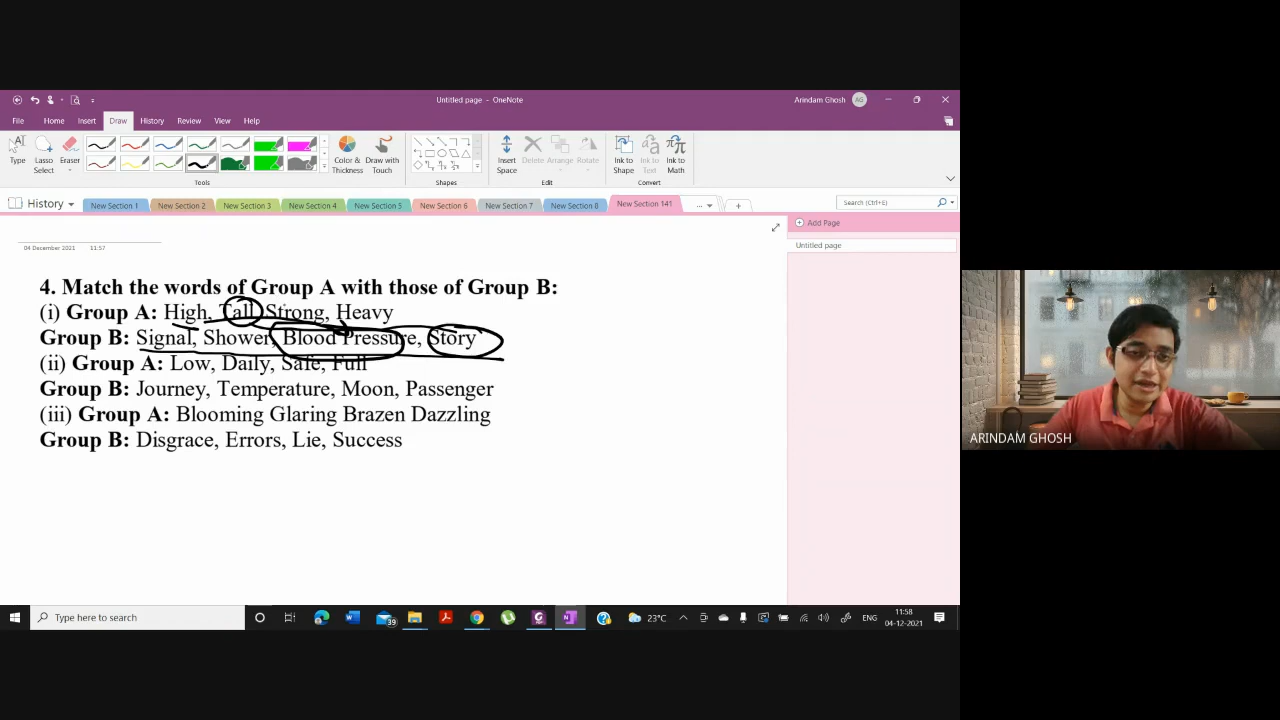 Untitled page - OneNote
Arindam Ghosh
AG
File Home Insert Draw History Review View Help
Type
Lasso Select
Eraser
Color & Thickness
Draw with Touch
Insert Space
Delete
Arrange
Rotate
Ink to Shape
Ink to Text
Ink to Math
Tools
Shapes
Edit
Convert
History
New Section 1
New Section 2
New Section 3
New Section 4
New Section 5
New Section 6
New Section 7
New Section 8
New Section 141
Search (Ctrl+E)
Add Page
Untitled page
04 December 2021 11:57
4. Match the words of Group A with those of Group B:
(i) Group A: High, Tall Strong, Heavy
Group B: Signal, Shower, Blood Pressure, Story
(ii) Group A: Low, Daily, Safe, Full
Group B: Journey, Temperature, Moon, Passenger
(iii) Group A: Blooming Glaring Brazen Dazzling
Group B: Disgrace, Errors, Lie, Success
ARINDAM GHOSH
Type here to search
39
23°C
ENG
11:58
04-12-2021